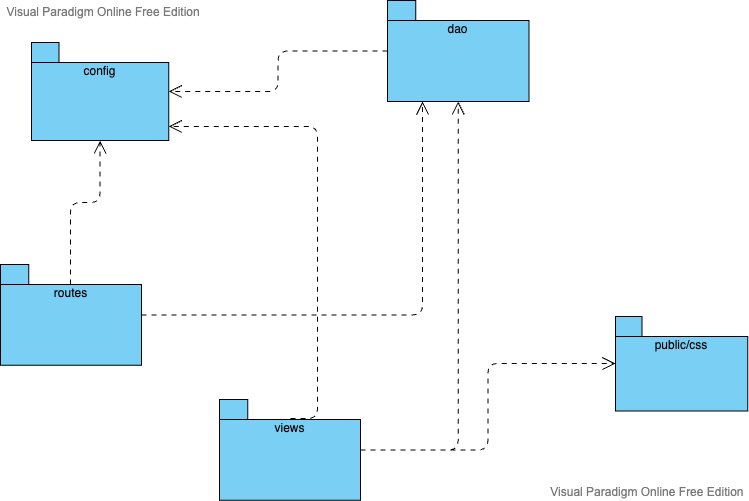 Visual Paradigm Online Free Edition
dao
config
routes
public/css
views
Visual Paradigm Online Free Edition